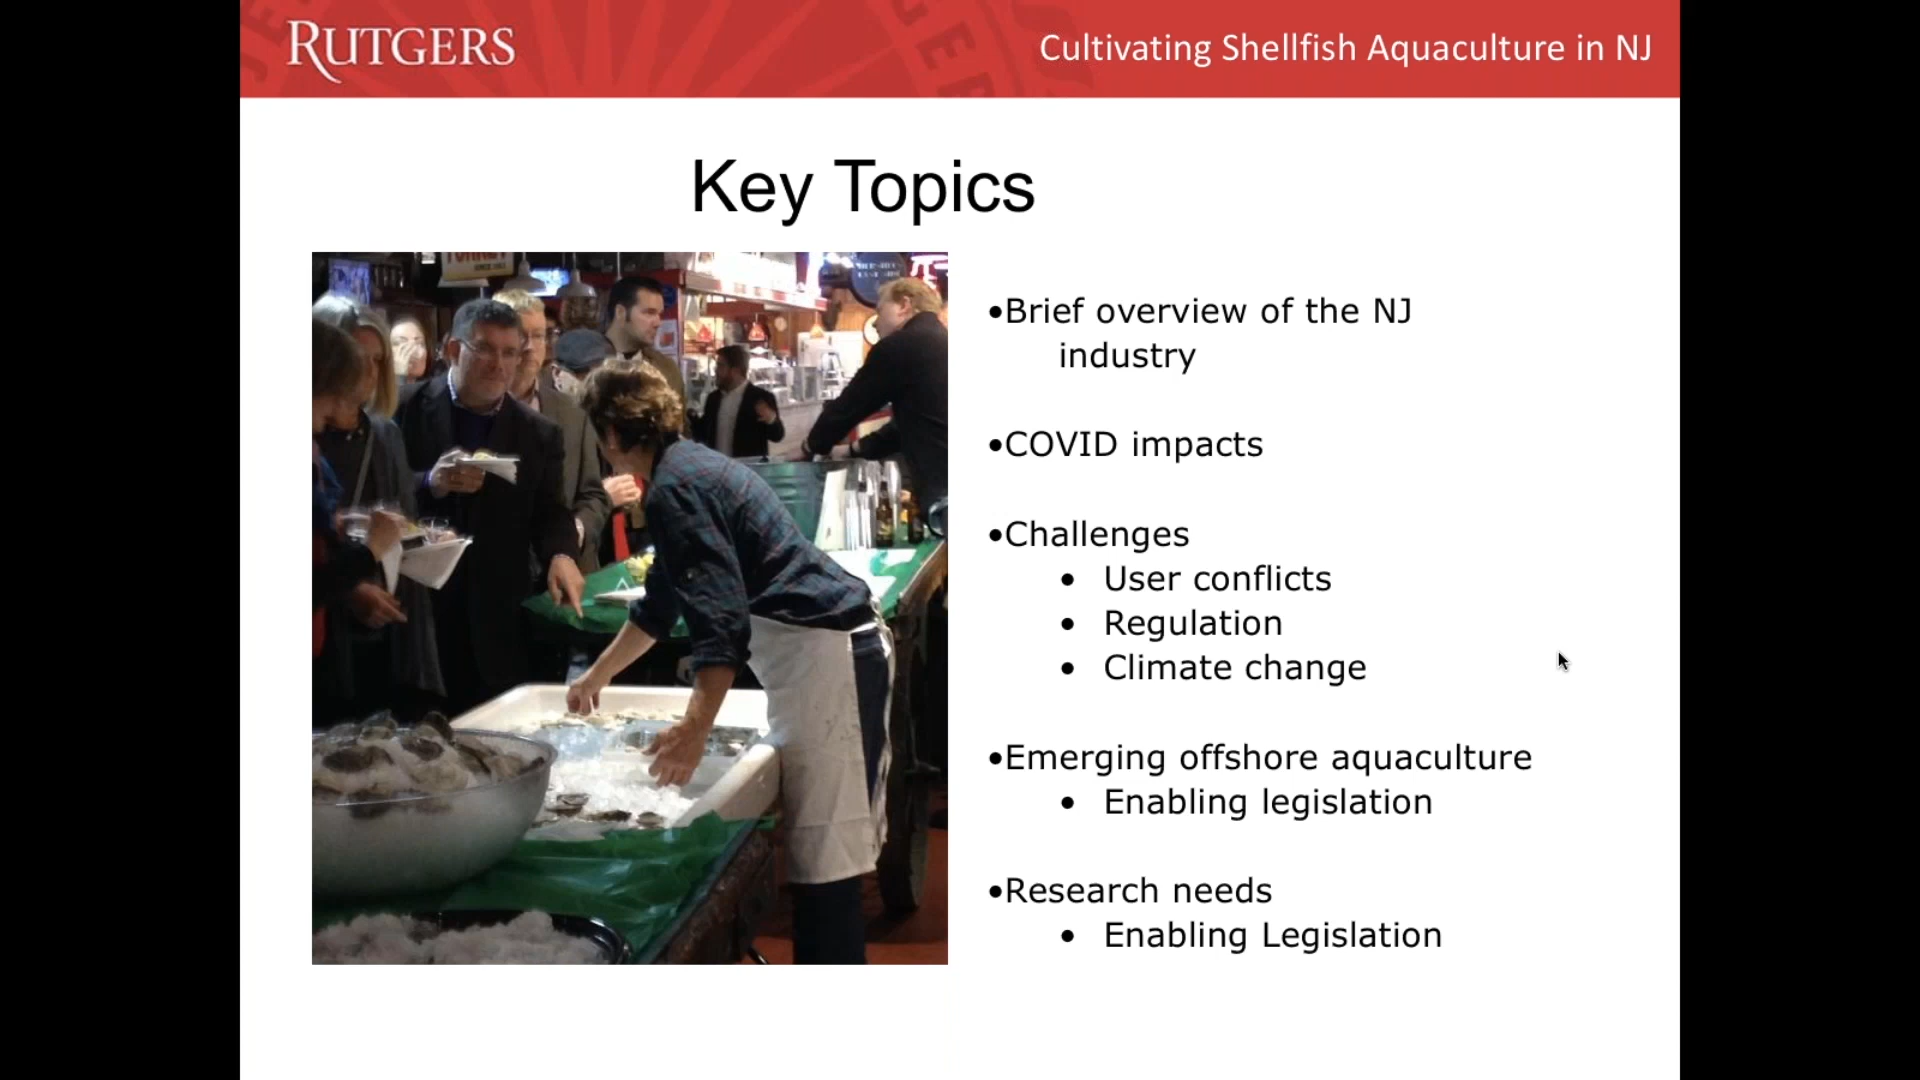 RUTGERS
Cultivating Shellfish Aquaculture in NJ
Key Topics
•Brief overview of the NJ
industry
•COVID impacts
•Challenges
• User conflicts
• Regulation
• Climate change
•Emerging offshore aquaculture
• Enabling legislation
•Research needs
• Enabling Legislation